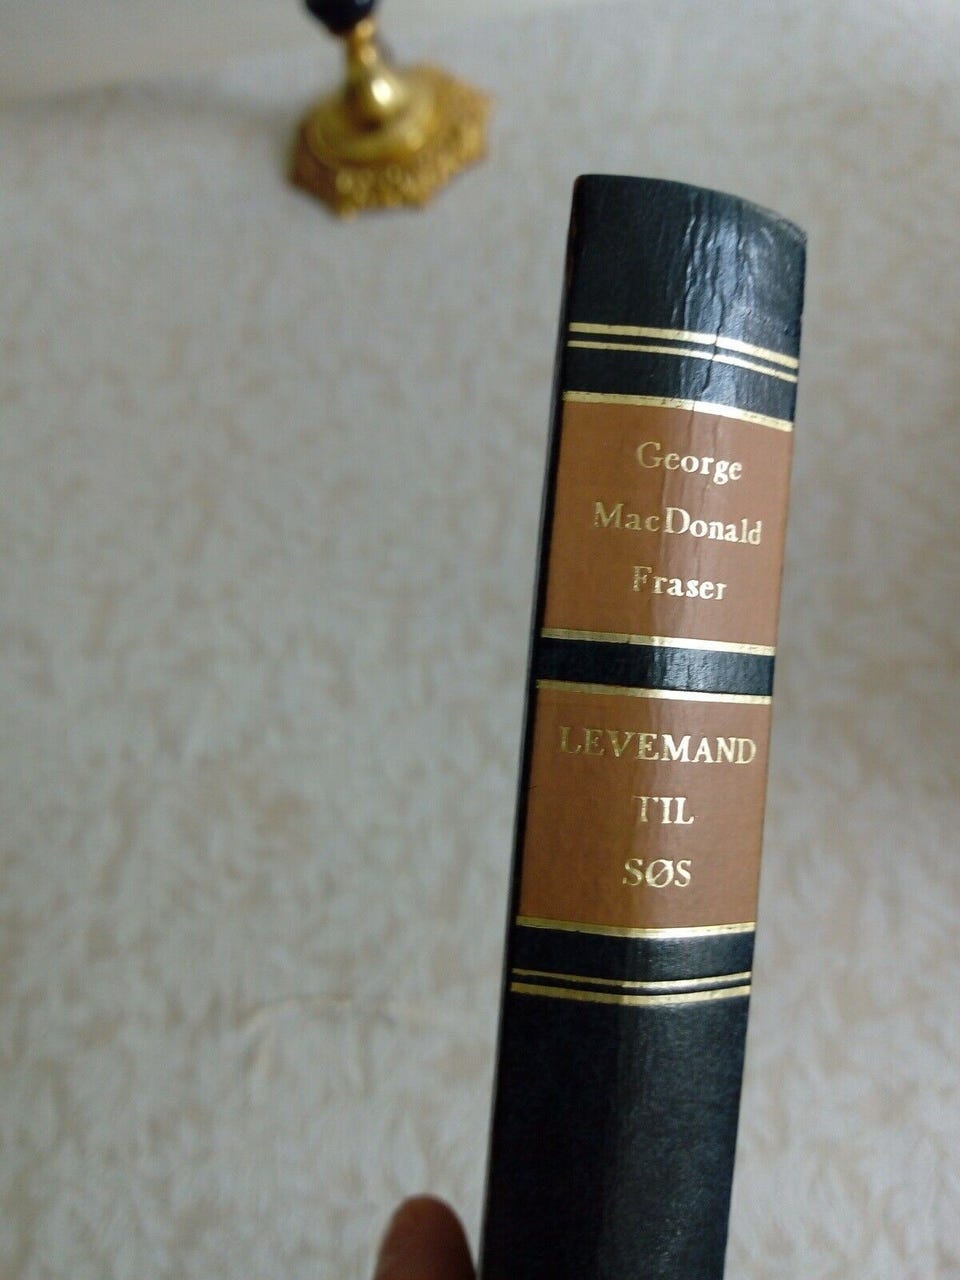 George
MacDonald
Fraser
LEVEMAND
TIL
SØS